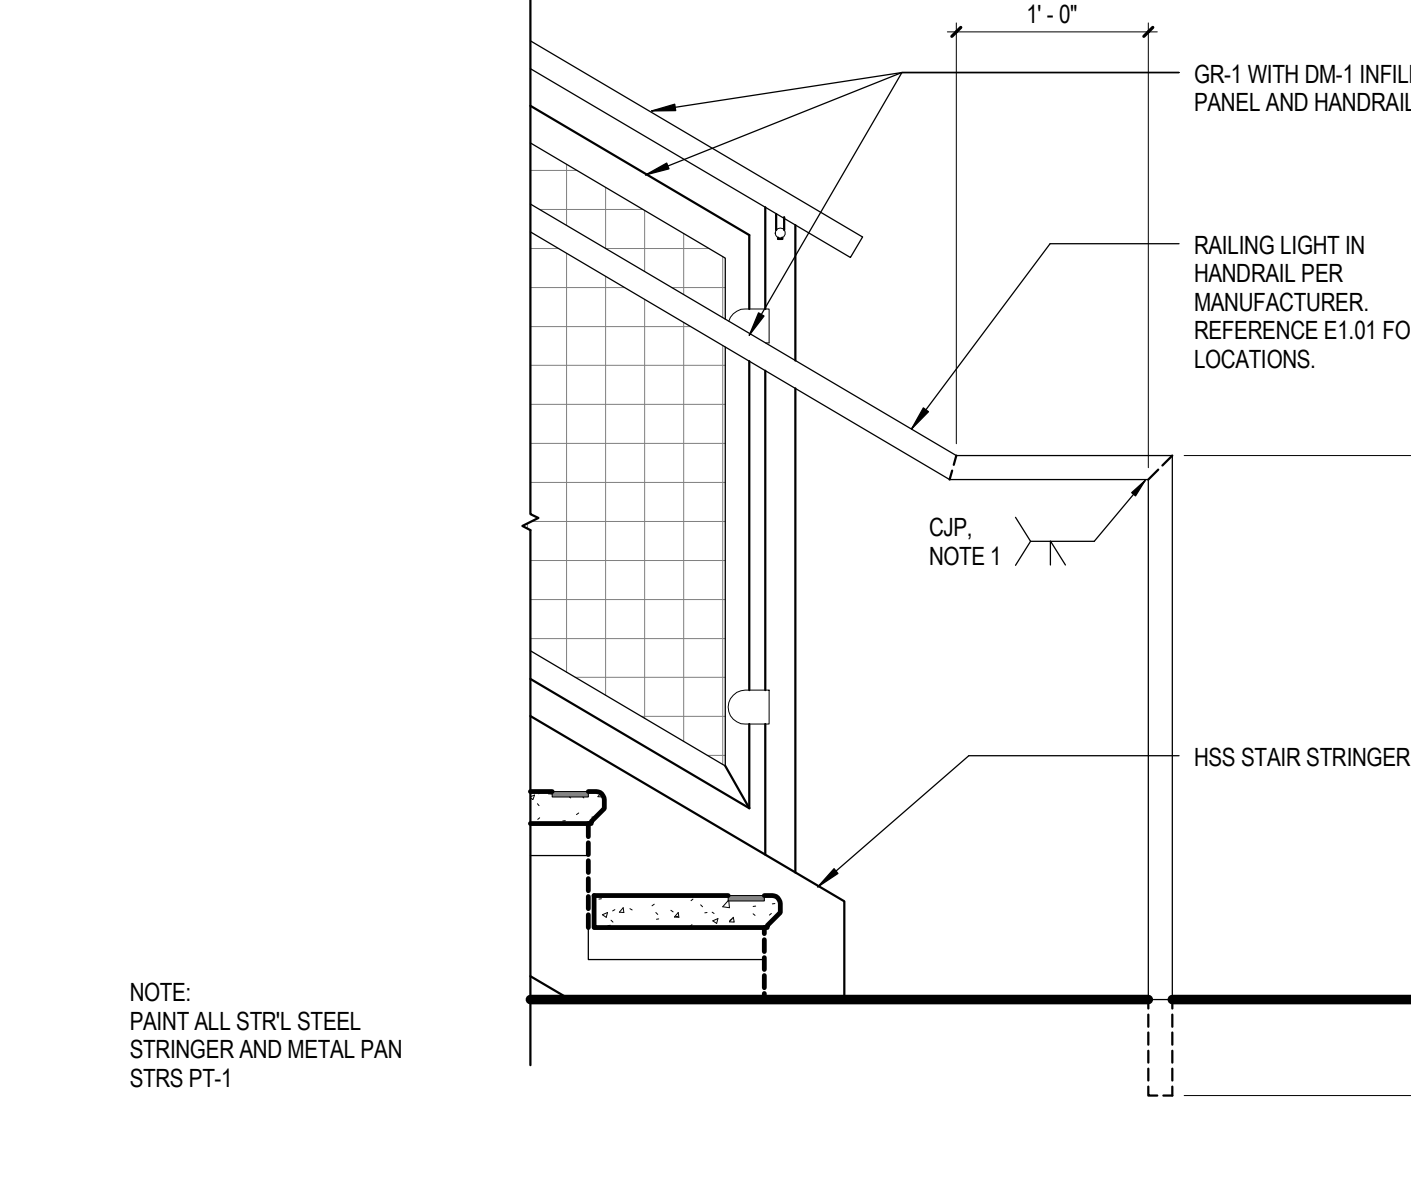 1' - 0"
GR-1 WITH DM-1 INFILL
PANEL AND HANDRAIL
RAILING LIGHT IN
HANDRAIL PER
MANUFACTURER.
REFERENCE E1.01 FO
LOCATIONS.
CJP,
NOTE 1
HSS STAIR STRINGER
NOTE:
PAINT ALL STR'L STEEL
STRINGER AND METAL PAN
STRS PT-1